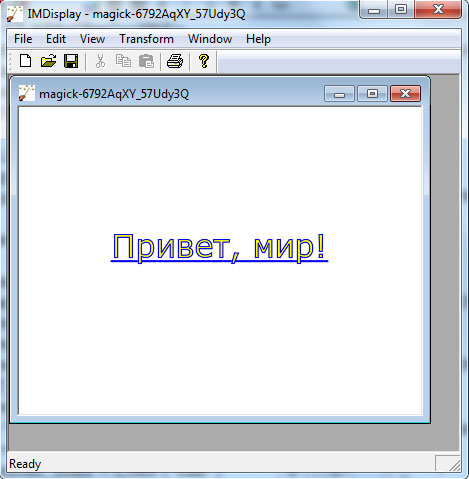 IMDisplay - magick-6792AqXY_57Udy3Q
File Edit View Transform Window Help
magick-6792AqXY_57Udy3Q
Привет, мир!
Ready